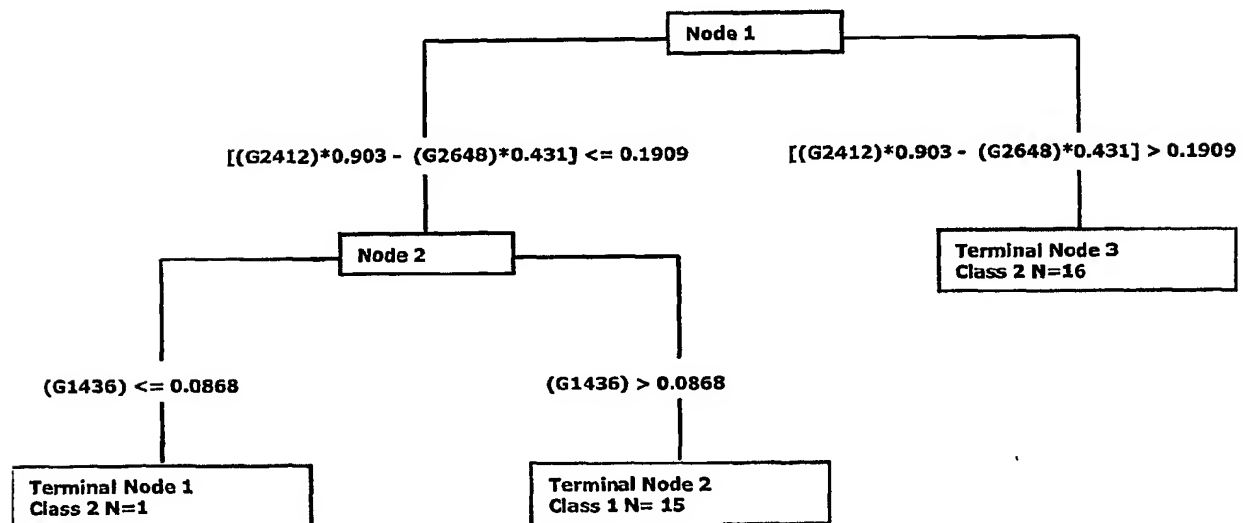 Node 1
[(G2412)*0.903 - (G2648)*0.431] <= 0.1909
[(G2412)*0.903 - (G2648)*0.431] > 0.1909
Node 2
Terminal Node 3
Class 2 N=16
(G1436) <= 0.0868
(G1436) > 0.0868
Terminal Node 1
Class 2 N=1
Terminal Node 2
Class 1 N= 15